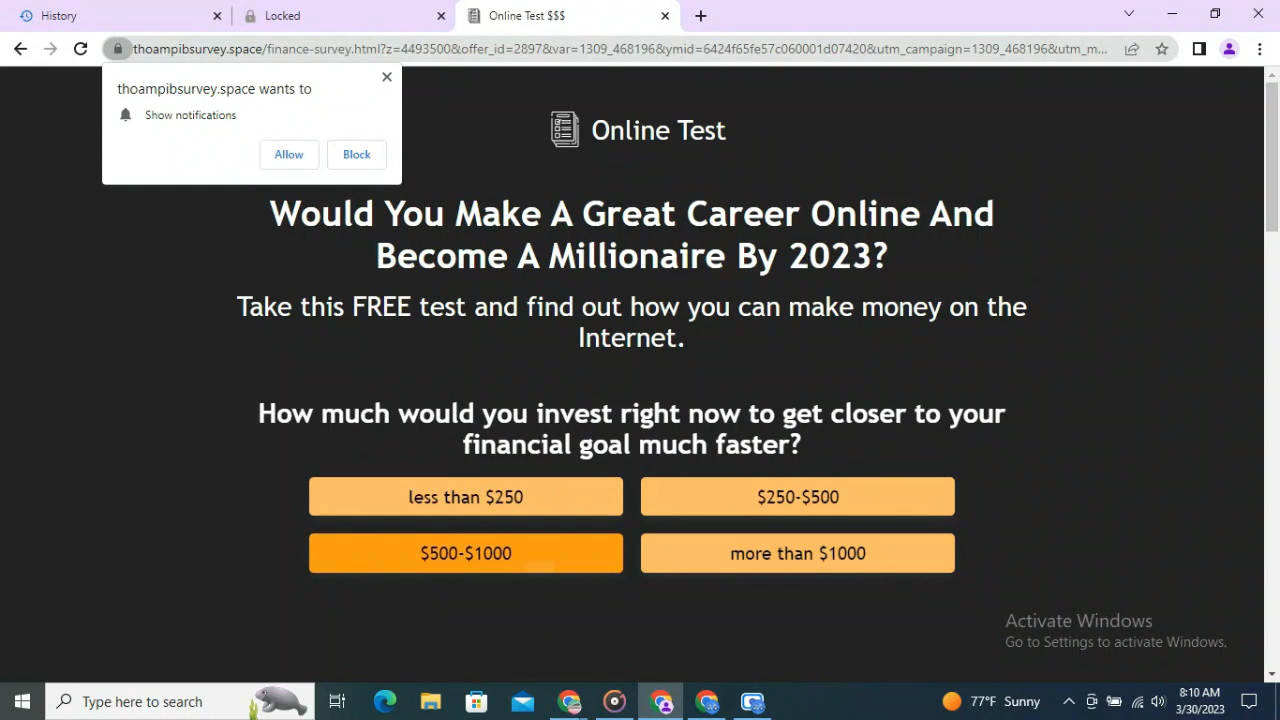 History
Locked
Online Test $$$
thoampibsurvey.space/finance-survey.html?z=4493500&offer_id=2897&var=1309_468196&ymid=6424f65fe57c060001d07420&utm_campaign=1309_468196&utm_m...
thoampibsurvey.space wants to
Show notifications
Allow
Block
Online Test
Would You Make A Great Career Online And
Become A Millionaire By 2023?
Take this FREE test and find out how you can make money on the
Internet.
How much would you invest right now to get closer to your
financial goal much faster?
less than $250
$250-$500
$500-$1000
more than $1000
Activate Windows
Go to Settings to activate Windows.
Type here to search
77°F Sunny
8:10 AM
3/30/2023